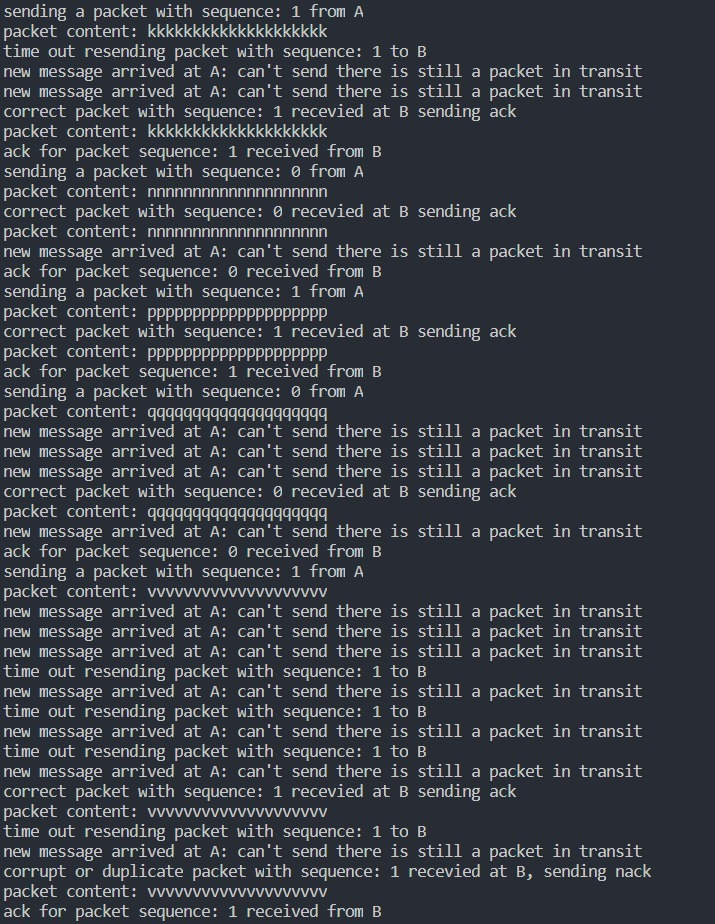 sending a packet with sequence: 1 from A
packet content: kkkkkkkkkkkkkkkkkkkk
time out resending packet with sequence: 1 to B
new message arrived at A: can't send there is still a packet in transit
new message arrived at A: can't send there is still a packet in transit
correct packet with sequence: 1 recevied at B sending ack
packet content: kkkkkkkkkkkkkkkkkkkk
ack for packet sequence: 1 received from B
sending a packet with sequence: 0 from A
packet content: nnnnnnnnnnnnnnnnnnnn
correct packet with sequence: 0 recevied at B sending ack
packet content: nnnnnnnnnnnnnnnnnnnn
new message arrived at A: can't send there is still a packet in transit
ack for packet sequence: 0 received from B
sending a packet with sequence: 1 from A
packet content: pppppppppppppppppppp
correct packet with sequence: 1 recevied at B sending ack
packet content: pppppppppppppppppppp
ack for packet sequence: 1 received from B
sending a packet with sequence: 0 from A
packet content: qqqqqqqqqqqqqqqqqqqq
new message arrived at A: can't send there is still a packet in transit
new message arrived at A: can't send there is still a packet in transit
new message arrived at A: can't send there is still a packet in transit
correct packet with sequence: 0 recevied at B sending ack
packet content: qqqqqqqqqqqqqqqqqqqq
new message arrived at A: can't send there is still a packet in transit
ack for packet sequence: 0 received from B
sending a packet with sequence: 1 from A
packet content: vvvvvvvvvvvvvvvvvvvv
new message arrived at A: can't send there is still a packet in transit
new message arrived at A: can't send there is still a packet in transit
new message arrived at A: can't send there is still a packet in transit
time out resending packet with sequence: 1 to B
new message arrived at A: can't send there is still a packet in transit
time out resending packet with sequence: 1 to B
new message arrived at A: can't send there is still a packet in transit
time out resending packet with sequence: 1 to B
new message arrived at A: can't send there is still a packet in transit
correct packet with sequence: 1 recevied at B sending ack
packet content: vvvvvvvvvvvvvvvvvvvv
time out resending packet with sequence: 1 to B
new message arrived at A: can't send there is still a packet in transit
corrupt or duplicate packet with sequence: 1 recevied at B, sending nack
packet content: vvvvvvvvvvvvvvvvvvvv
ack for packet sequence: 1 received from B